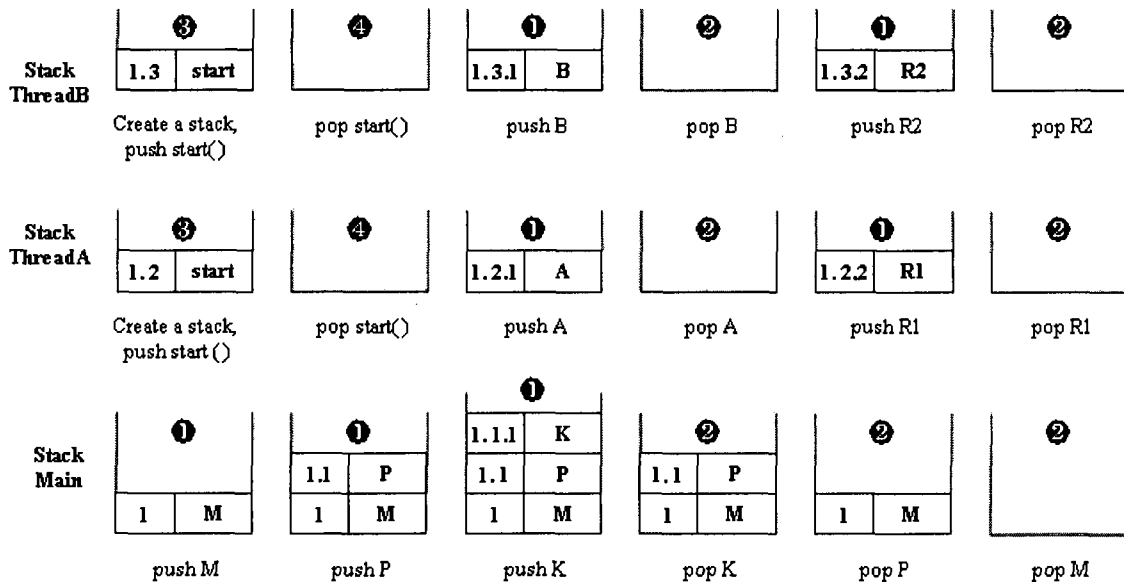 ❸ ❹ ❶ ❷ ❶ ❷
Stack
ThreadB
1.3 start 1.3.1 B 1.3.2 R2
Create a stack,
push start()
pop start() push B pop B push R2 pop R2
Stack
ThreadA
❸ ❹ ❶ ❷ ❶ ❷
1.2 start 1.2.1 A 1.2.2 R1
Create a stack,
push start ()
pop start() push A pop A push R1 pop R1
Stack
Main
❶ ❶ ❶ ❷ ❷ ❷
1.1.1 K
1.1 P 1.1 P 1.1 P
1 M 1 M 1 M 1 M 1 M
push M push P push K pop K pop P pop M